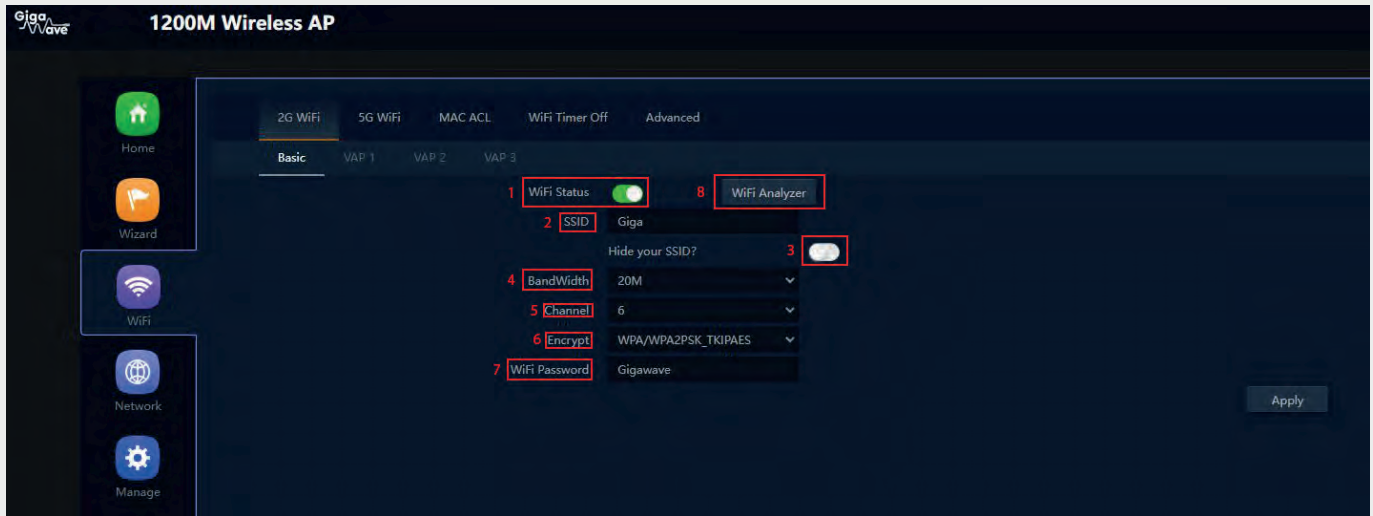 Giga Wave
1200M Wireless AP
2G WiFi 5G WiFi MAC ACL WiFi Timer Off Advanced
Home
Basic VAP 1 VAP 2 VAP 3
1 WiFi Status 8 WiFi Analyzer
2 SSID Giga
Wizard
Hide your SSID? 3
4 BandWidth 20M
5 Channel 6
WiFi
6 Encrypt WPA/WPA2PSK_TKIPAES
7 WiFi Password Gigawave
Apply
Network
Manage